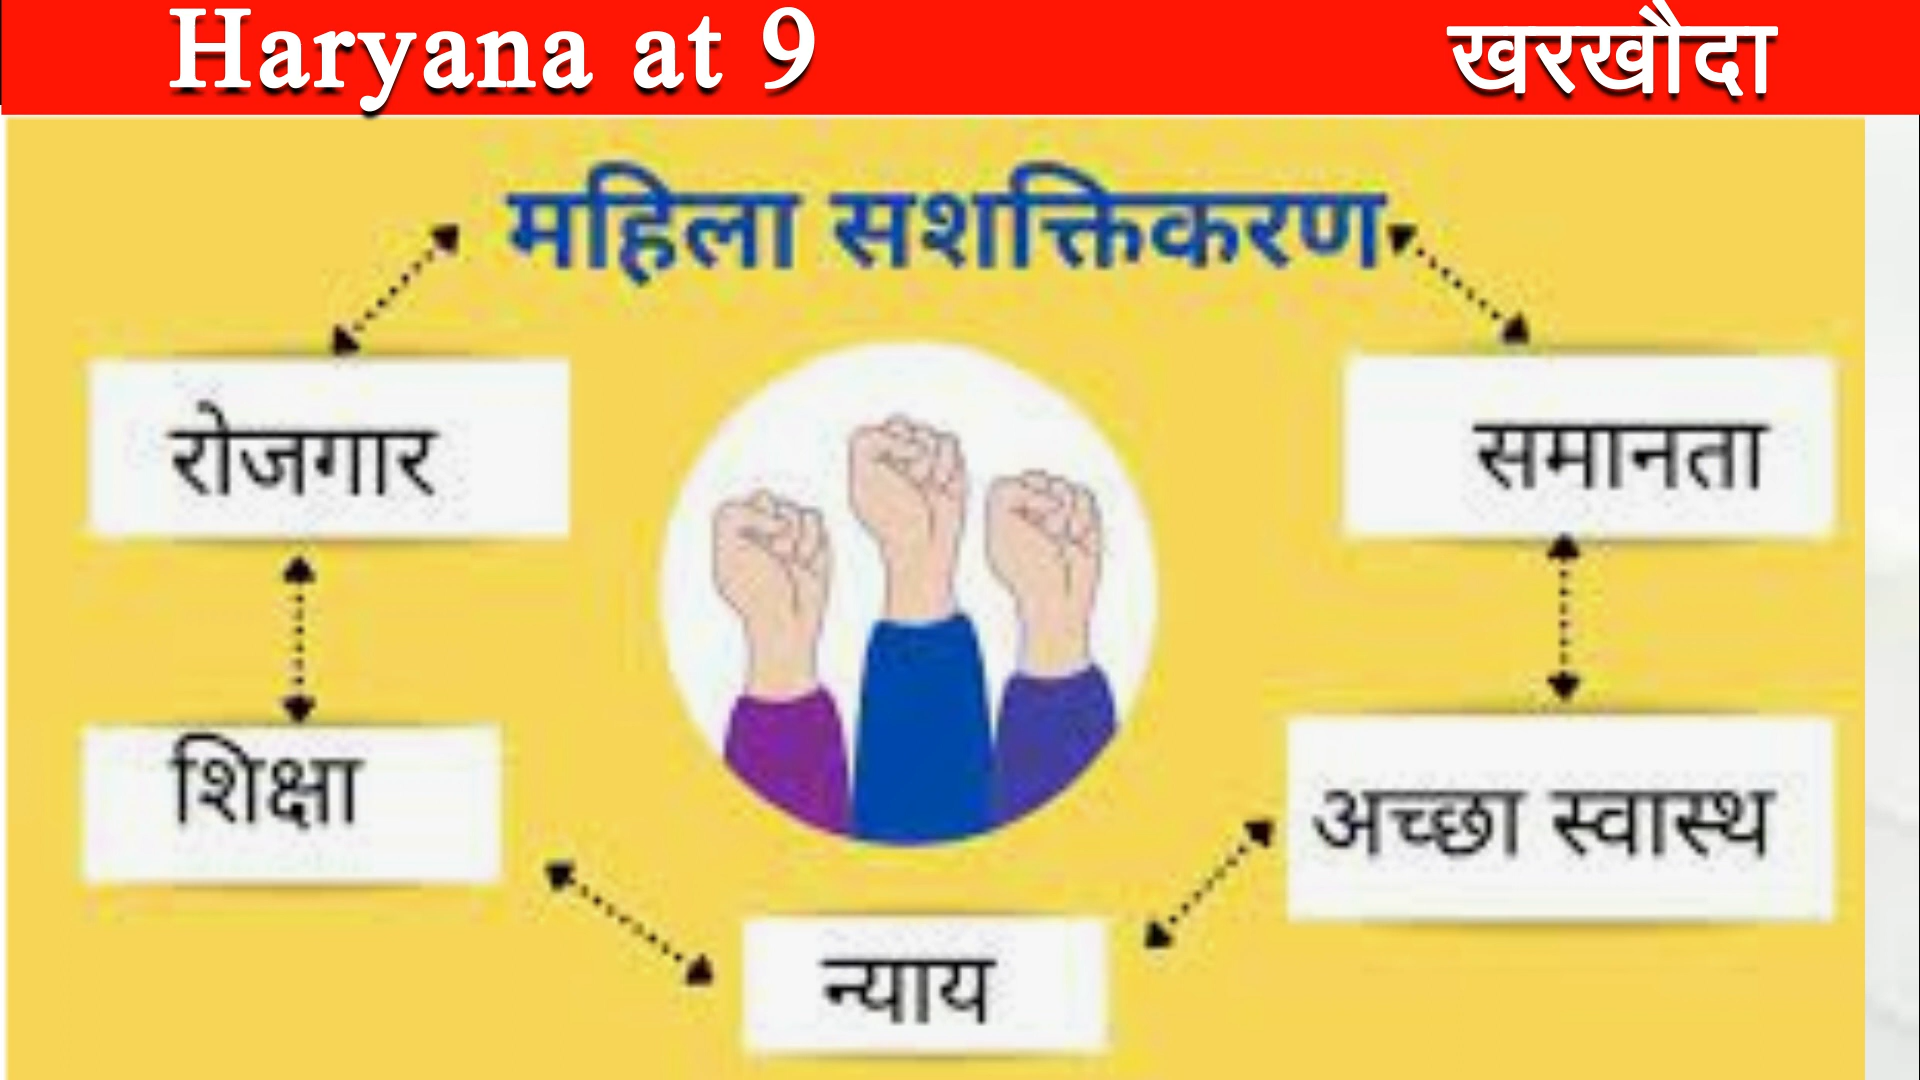 Haryana at 9
खरखौदा
महिला सशक्तिकरण
रोजगार
समानता
शिक्षा
अच्छा स्वास्थ
न्याय